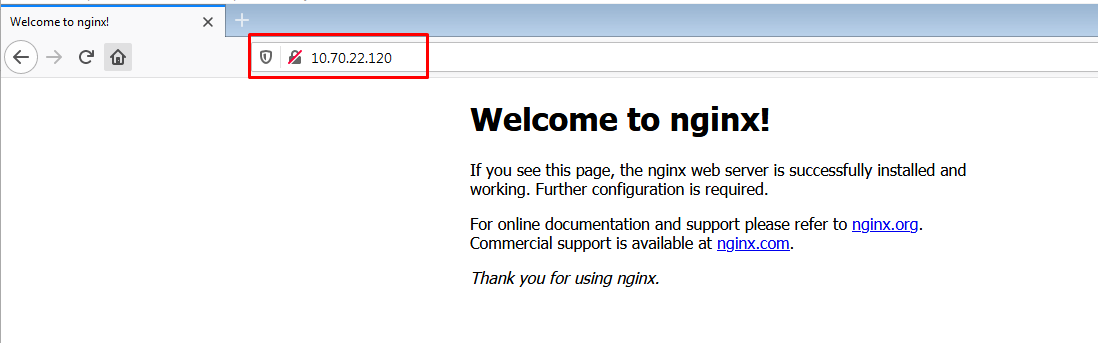 Welcome to nginx!
10.70.22.120
Welcome to nginx!
If you see this page, the nginx web server is successfully installed and
working. Further configuration is required.
For online documentation and support please refer to nginx.org.
Commercial support is available at nginx.com.
Thank you for using nginx.